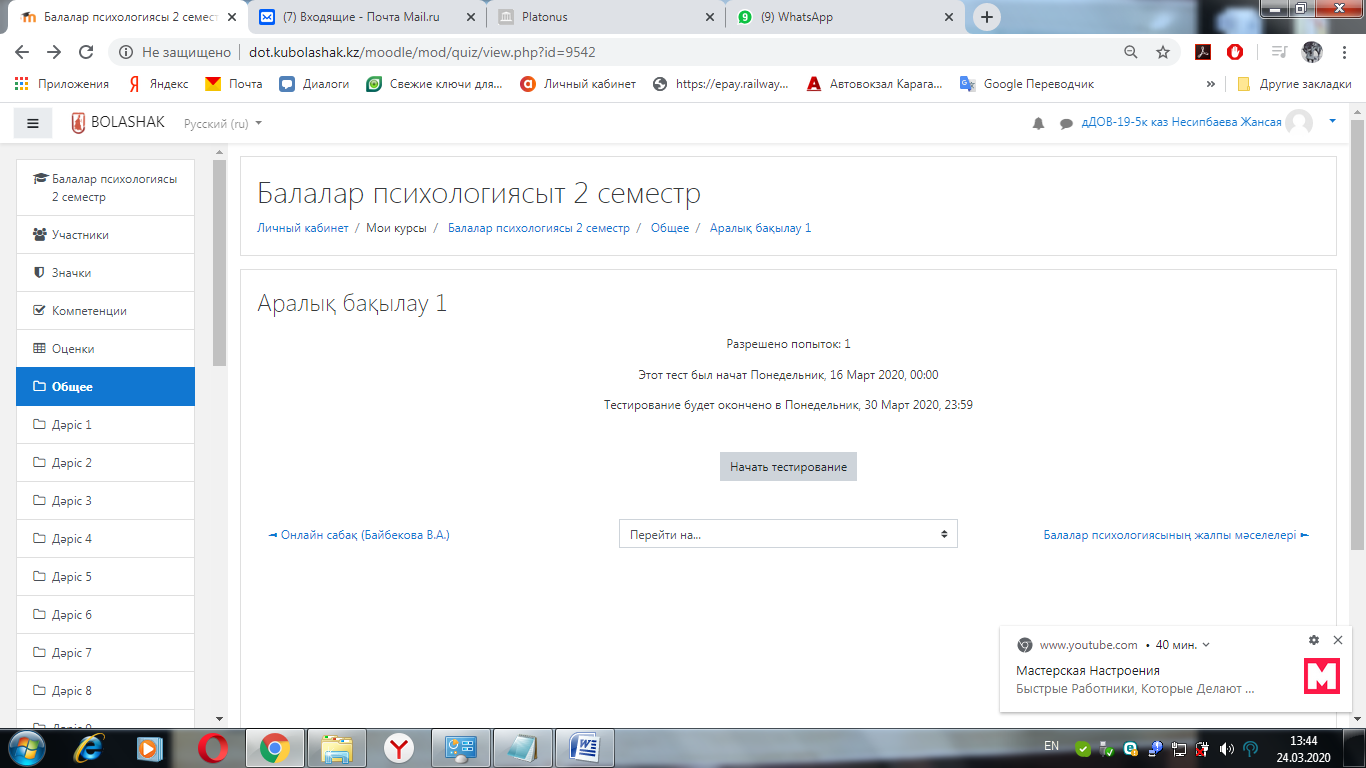 Балалар психологиясы 2 семест
(7) Входящие - Почта Mail.ru
Platonus
(9) WhatsApp
Не защищено | dot.kubolashak.kz/moodle/mod/quiz/view.php?id=9542
Приложения Яндекс Почта Диалоги Свежие ключи для... Личный кабинет https://epay.railway... Автовокзал Карага... Google Переводчик » Другие закладки
BOLASHAK Русский (ru) дДОВ-19-5к каз Несипбаева Жансая
Балалар психологиясы
2 семестр
Участники
Значки
Компетенции
Оценки
Общее
Дәріс 1
Дәріс 2
Дәріс 3
Дәріс 4
Дәріс 5
Дәріс 6
Дәріс 7
Дәріс 8
Балалар психологиясыт 2 семестр
Личный кабинет / Мои курсы / Балалар психологиясы 2 семестр / Общее / Аралық бақылау 1
Аралық бақылау 1
Разрешено попыток: 1
Этот тест был начат Понедельник, 16 Март 2020, 00:00
Тестирование будет окончено в Понедельник, 30 Март 2020, 23:59
Начать тестирование
◄ Онлайн сабақ (Байбекова В.А.)
Перейти на...
Балалар психологиясының жалпы мәселелері ►
www.youtube.com • 40 мин.
Мастерская Настроения
Быстрые Работники, Которые Делают ...
EN
13:44
24.03.2020